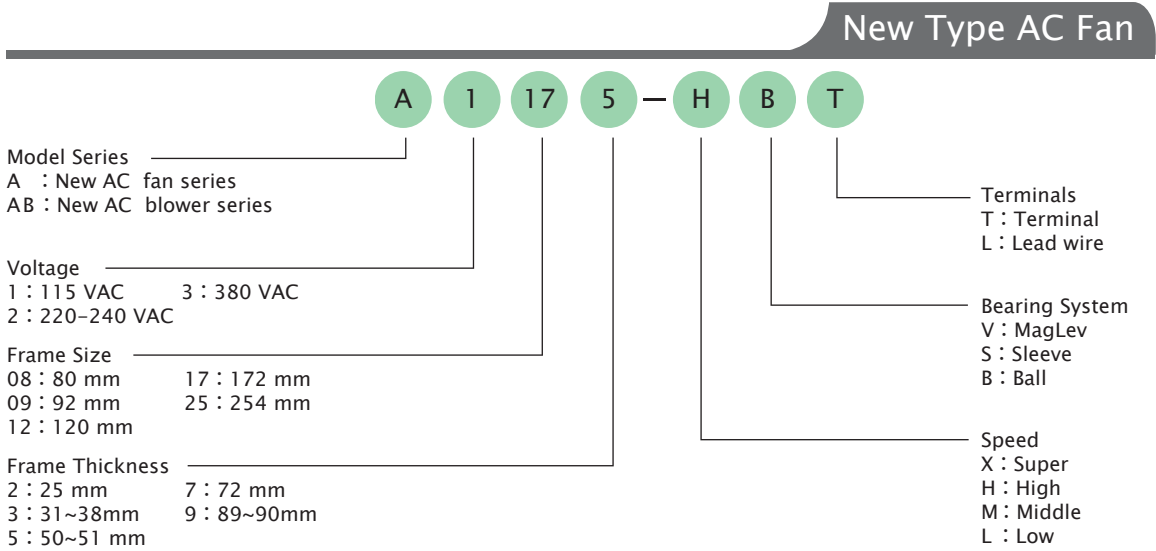 New Type AC Fan
A 1 17 5 — H B T
Model Series
A ：New AC fan series
AB：New AC blower series
Voltage
1：115 VAC 3：380 VAC
2：220-240 VAC
Frame Size
08：80 mm 17：172 mm
09：92 mm 25：254 mm
12：120 mm
Frame Thickness
2：25 mm 7：72 mm
3：31~38mm 9：89~90mm
5：50~51 mm
Terminals
T：Terminal
L：Lead wire
Bearing System
V：MagLev
S：Sleeve
B：Ball
Speed
X：Super
H：High
M：Middle
L：Low